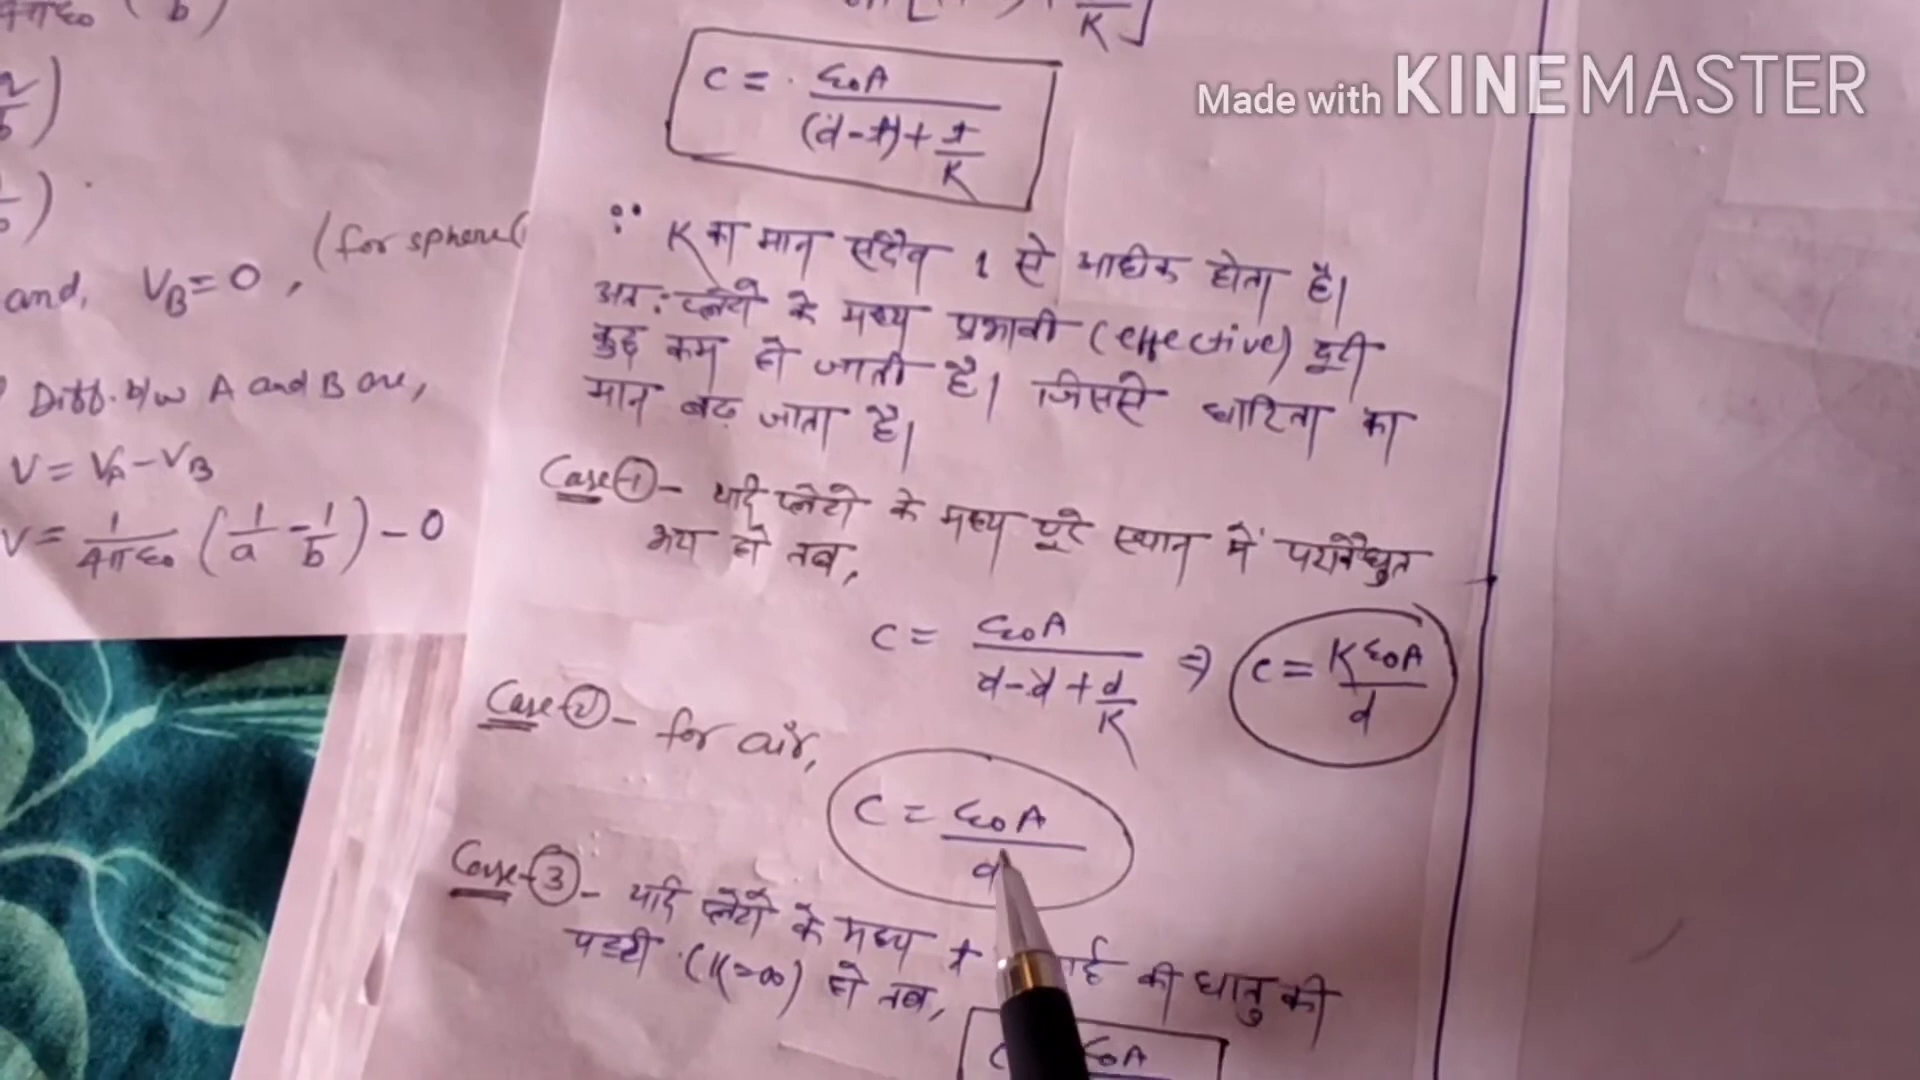 Made with KINEMASTER
(for sphere
and, V_B = 0,
Diff. b/w A and B are,
V = V_A - V_B
V = 1/4πε₀ (1/a - 1/b) - 0
C = ε₀A / (d-t) + t/K
∵ K का मान सदैव 1 से अधिक होता है।
अतः प्लेटो के मध्य प्रभावी (effective) दूरी
कुछ कम हो जाती है। जिससे धारिता का
मान बढ़ जाता है।
Case-① - यदि प्लेटो के मध्य पूरे स्थान में परावैद्युत
भरा हो तब,
C = ε₀A / d-d+d/K ⇒ C = Kε₀A / d
Case-② - for air,
C = ε₀A / d
Case-③ - यदि प्लेटो के मध्य t की धातु की
(K=∞) हो तब,
ε₀A